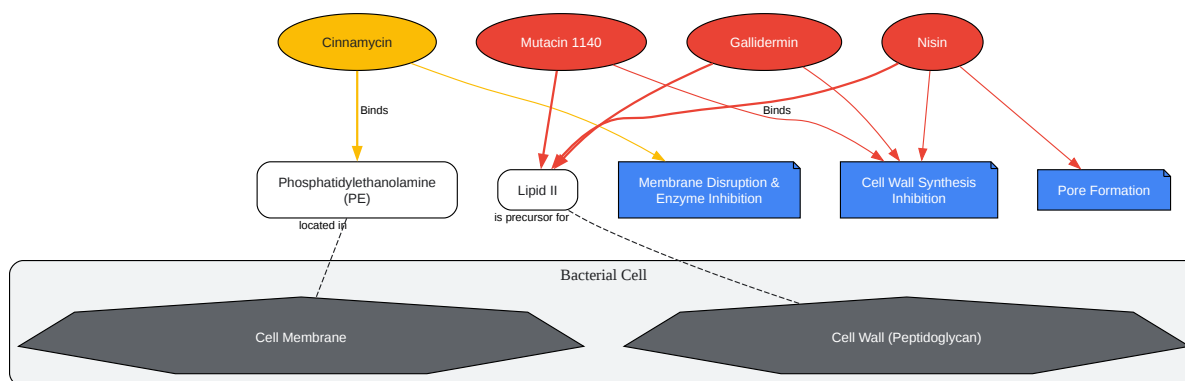 Cinnamycin
Mutacin 1140
Gallidermin
Nisin
Binds
Binds
Phosphatidylethanolamine
(PE)
Lipid II
Membrane Disruption &
Enzyme Inhibition
Cell Wall Synthesis
Inhibition
Pore Formation
located in
is precursor for
Bacterial Cell
Cell Membrane
Cell Wall (Peptidoglycan)